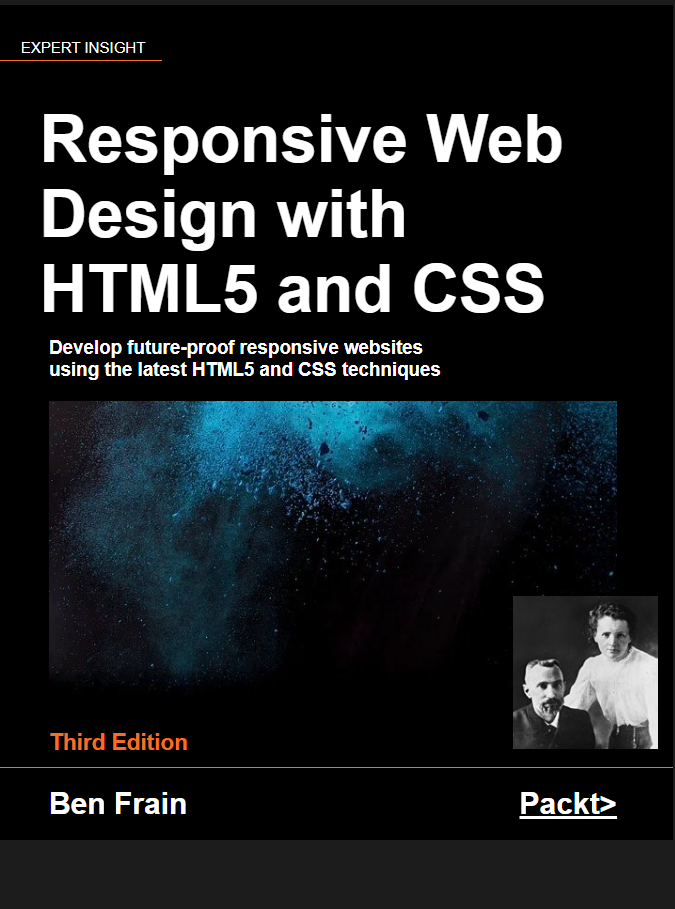 EXPERT INSIGHT
Responsive Web
Design with
HTML5 and CSS
Develop future-proof responsive websites
using the latest HTML5 and CSS techniques
Third Edition
Ben Frain
Packt>